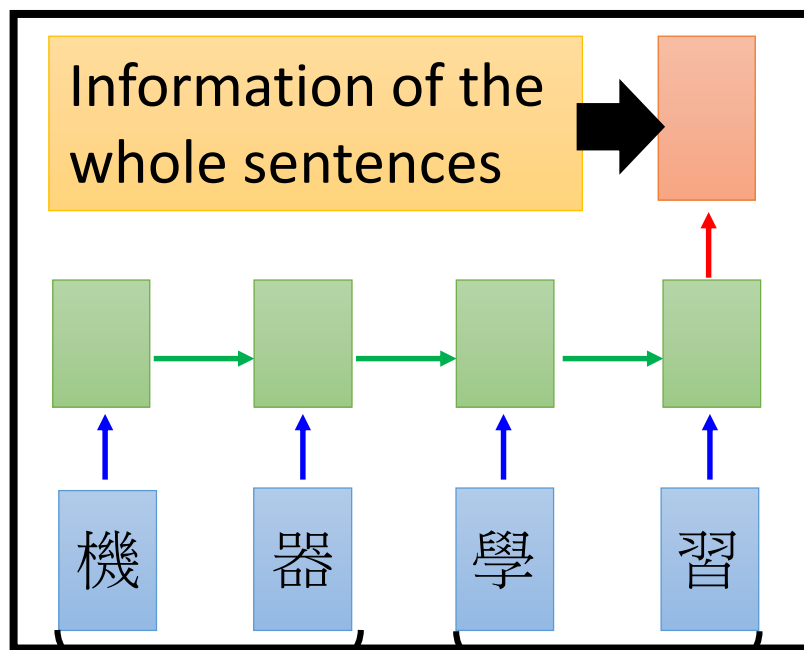 Information of the
whole sentences
機 器 學 習